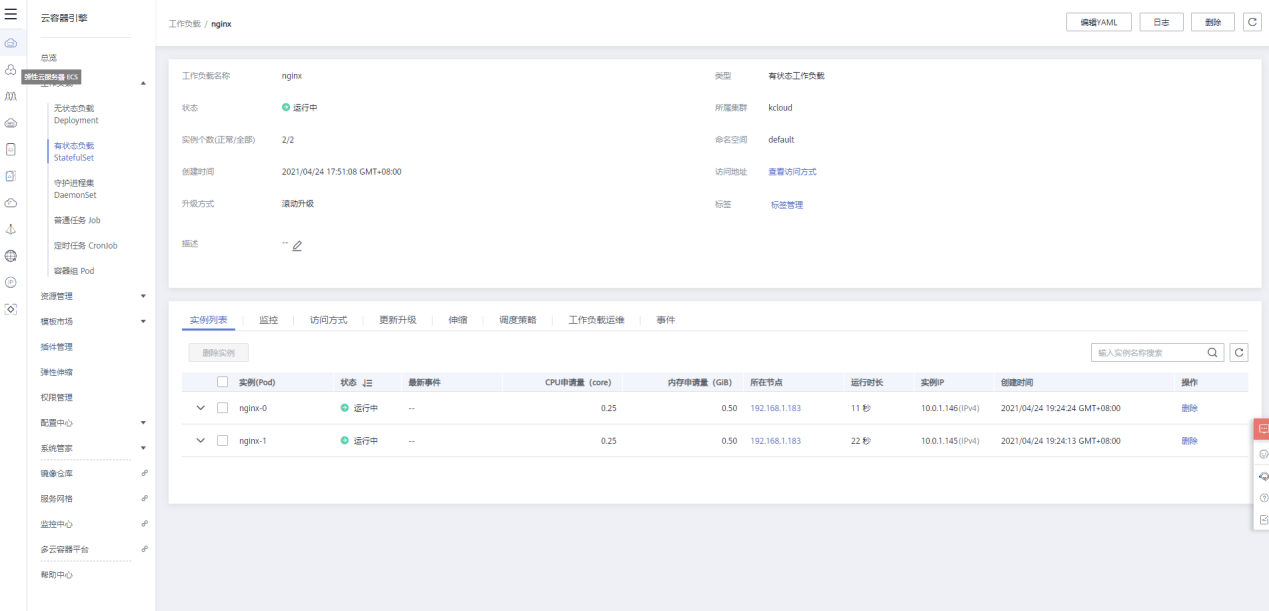 云容器引擎
总览
弹性云服务器 ECS
无状态负载
Deployment
有状态负载
StatefulSet
守护进程集
DaemonSet
普通任务 Job
定时任务 CronJob
容器组 Pod
资源管理
模板市场
插件管理
弹性伸缩
权限管理
配置中心
系统管家
镜像仓库
服务网格
监控中心
多云容器平台
帮助中心
工作负载 / nginx
编辑YAML 日志 删除
工作负载名称 nginx 类型 有状态工作负载
状态 运行中 所属集群 kcloud
实例个数(正常/全部) 2/2 命名空间 default
创建时间 2021/04/24 17:51:08 GMT+08:00 访问地址 查看访问方式
升级方式 滚动升级 标签 标签管理
描述 --
实例列表 监控 访问方式 更新升级 伸缩 调度策略 工作负载运维 事件
删除实例 输入实例名称搜索
实例(Pod) 状态 最新事件 CPU申请量 (core) 内存申请量 (GiB) 所在节点 运行时长 实例IP 创建时间 操作
nginx-0 运行中 -- 0.25 0.50 192.168.1.183 11 秒 10.0.1.146(IPv4) 2021/04/24 19:24:24 GMT+08:00 删除
nginx-1 运行中 -- 0.25 0.50 192.168.1.183 22 秒 10.0.1.145(IPv4) 2021/04/24 19:24:13 GMT+08:00 删除